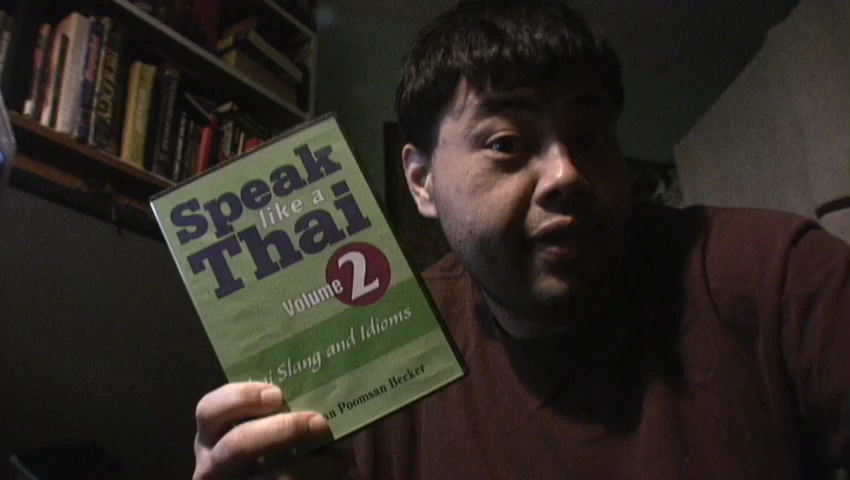 Speak
like a
Thai
Volume 2
Slang and Idioms
Poomsan Becker